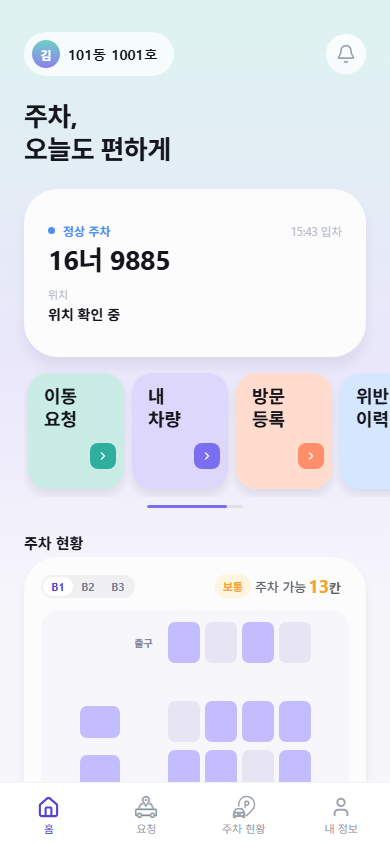 김 101동 1001호
주차,
오늘도 편하게
정상 주차 15:43 입차
16너 9885
위치
위치 확인 중
이동
요청
내
차량
방문
등록
위반
이력
주차 현황
B1 B2 B3 보통 주차 가능 13칸
출구
P
홈 요청 주차 현황 내 정보